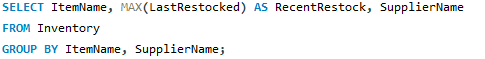 SELECT ItemName, MAX(LastRestocked) AS RecentRestock, SupplierName
FROM Inventory
GROUP BY ItemName, SupplierName;